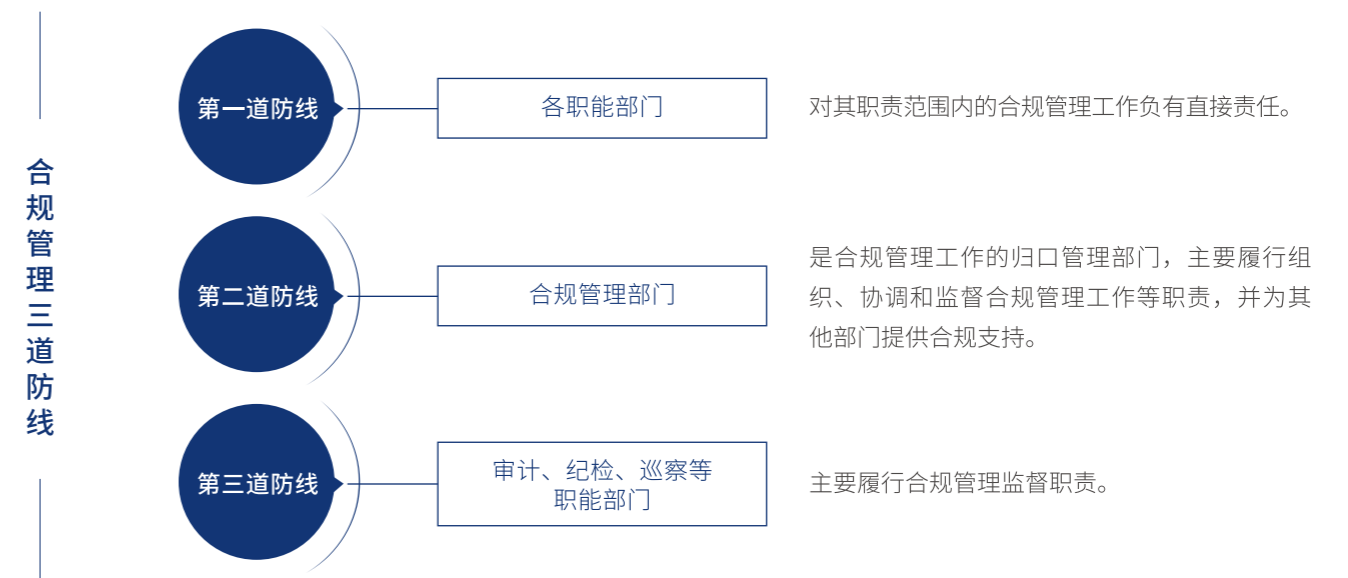 合规管理三道防线
第一道防线
各职能部门
对其职责范围内的合规管理工作负有直接责任。
第二道防线
合规管理部门
是合规管理工作的归口管理部门，主要履行组
织、协调和监督合规管理工作等职责，并为其
他部门提供合规支持。
第三道防线
审计、纪检、巡察等
职能部门
主要履行合规管理监督职责。